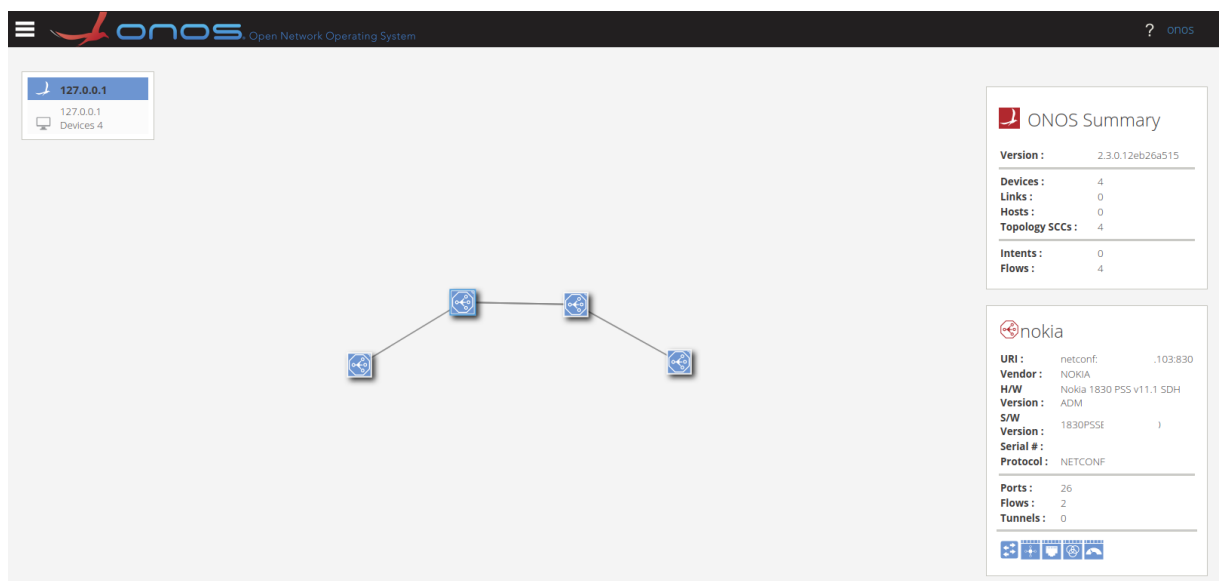 onos. Open Network Operating System
? onos
127.0.0.1
127.0.0.1
Devices 4
ONOS Summary
Version : 2.3.0.12eb26a515
Devices : 4
Links : 0
Hosts : 0
Topology SCCs : 4
Intents : 0
Flows : 4
nokia
URI : netconf: .103:830
Vendor : NOKIA
H/W Nokia 1830 PSS v11.1 SDH
Version : ADM
S/W
Version : 1830PSSE )
Serial # :
Protocol : NETCONF
Ports : 26
Flows : 2
Tunnels : 0